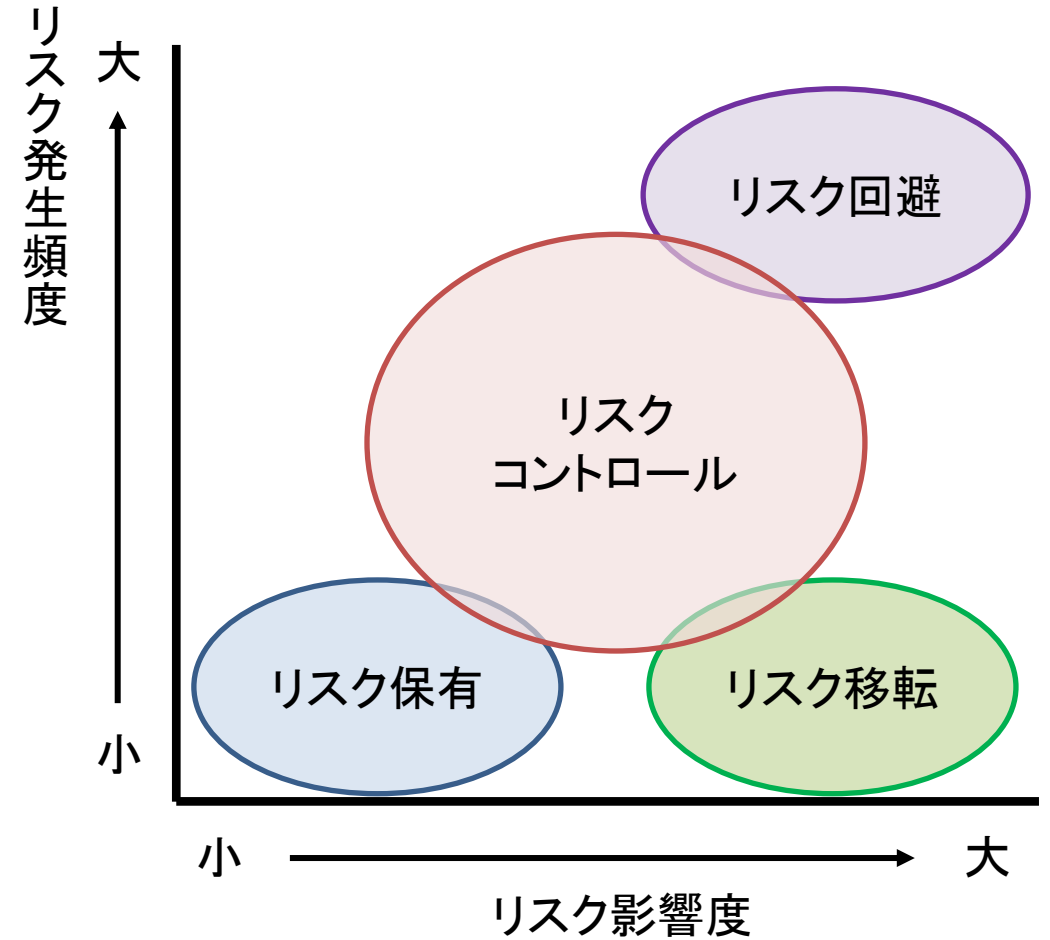 リスク発生頻度
大
リスク回避
リスク
コントロール
リスク保有
リスク移転
小
小
大
リスク影響度